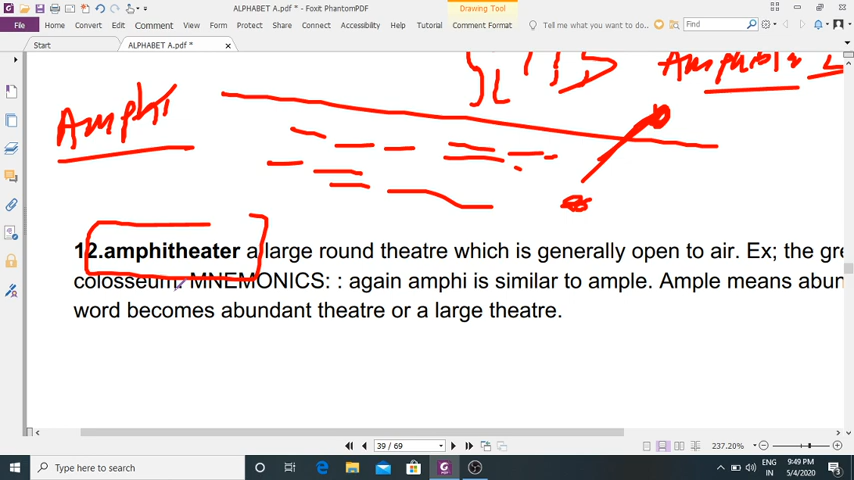 ALPHABET A.pdf * - Foxit PhantomPDF
Drawing Tool
File Home Edit Comment View Form Protect Share Connect Accessibility Help Tutorial Comment Format
Tell me what you want to do..
Find
Start
ALPHABET A.pdf *
Amphibia
Amphi
12.amphitheater a large round theatre which is generally open to air. Ex; the gre
colosseum. MNEMONICS: : again amphi is similar to ample. Ample means abun
word becomes abundant theatre or a large theatre.
39 / 69
237.20%
Type here to search
ENG
IN
9:49 PM
5/4/2020
3